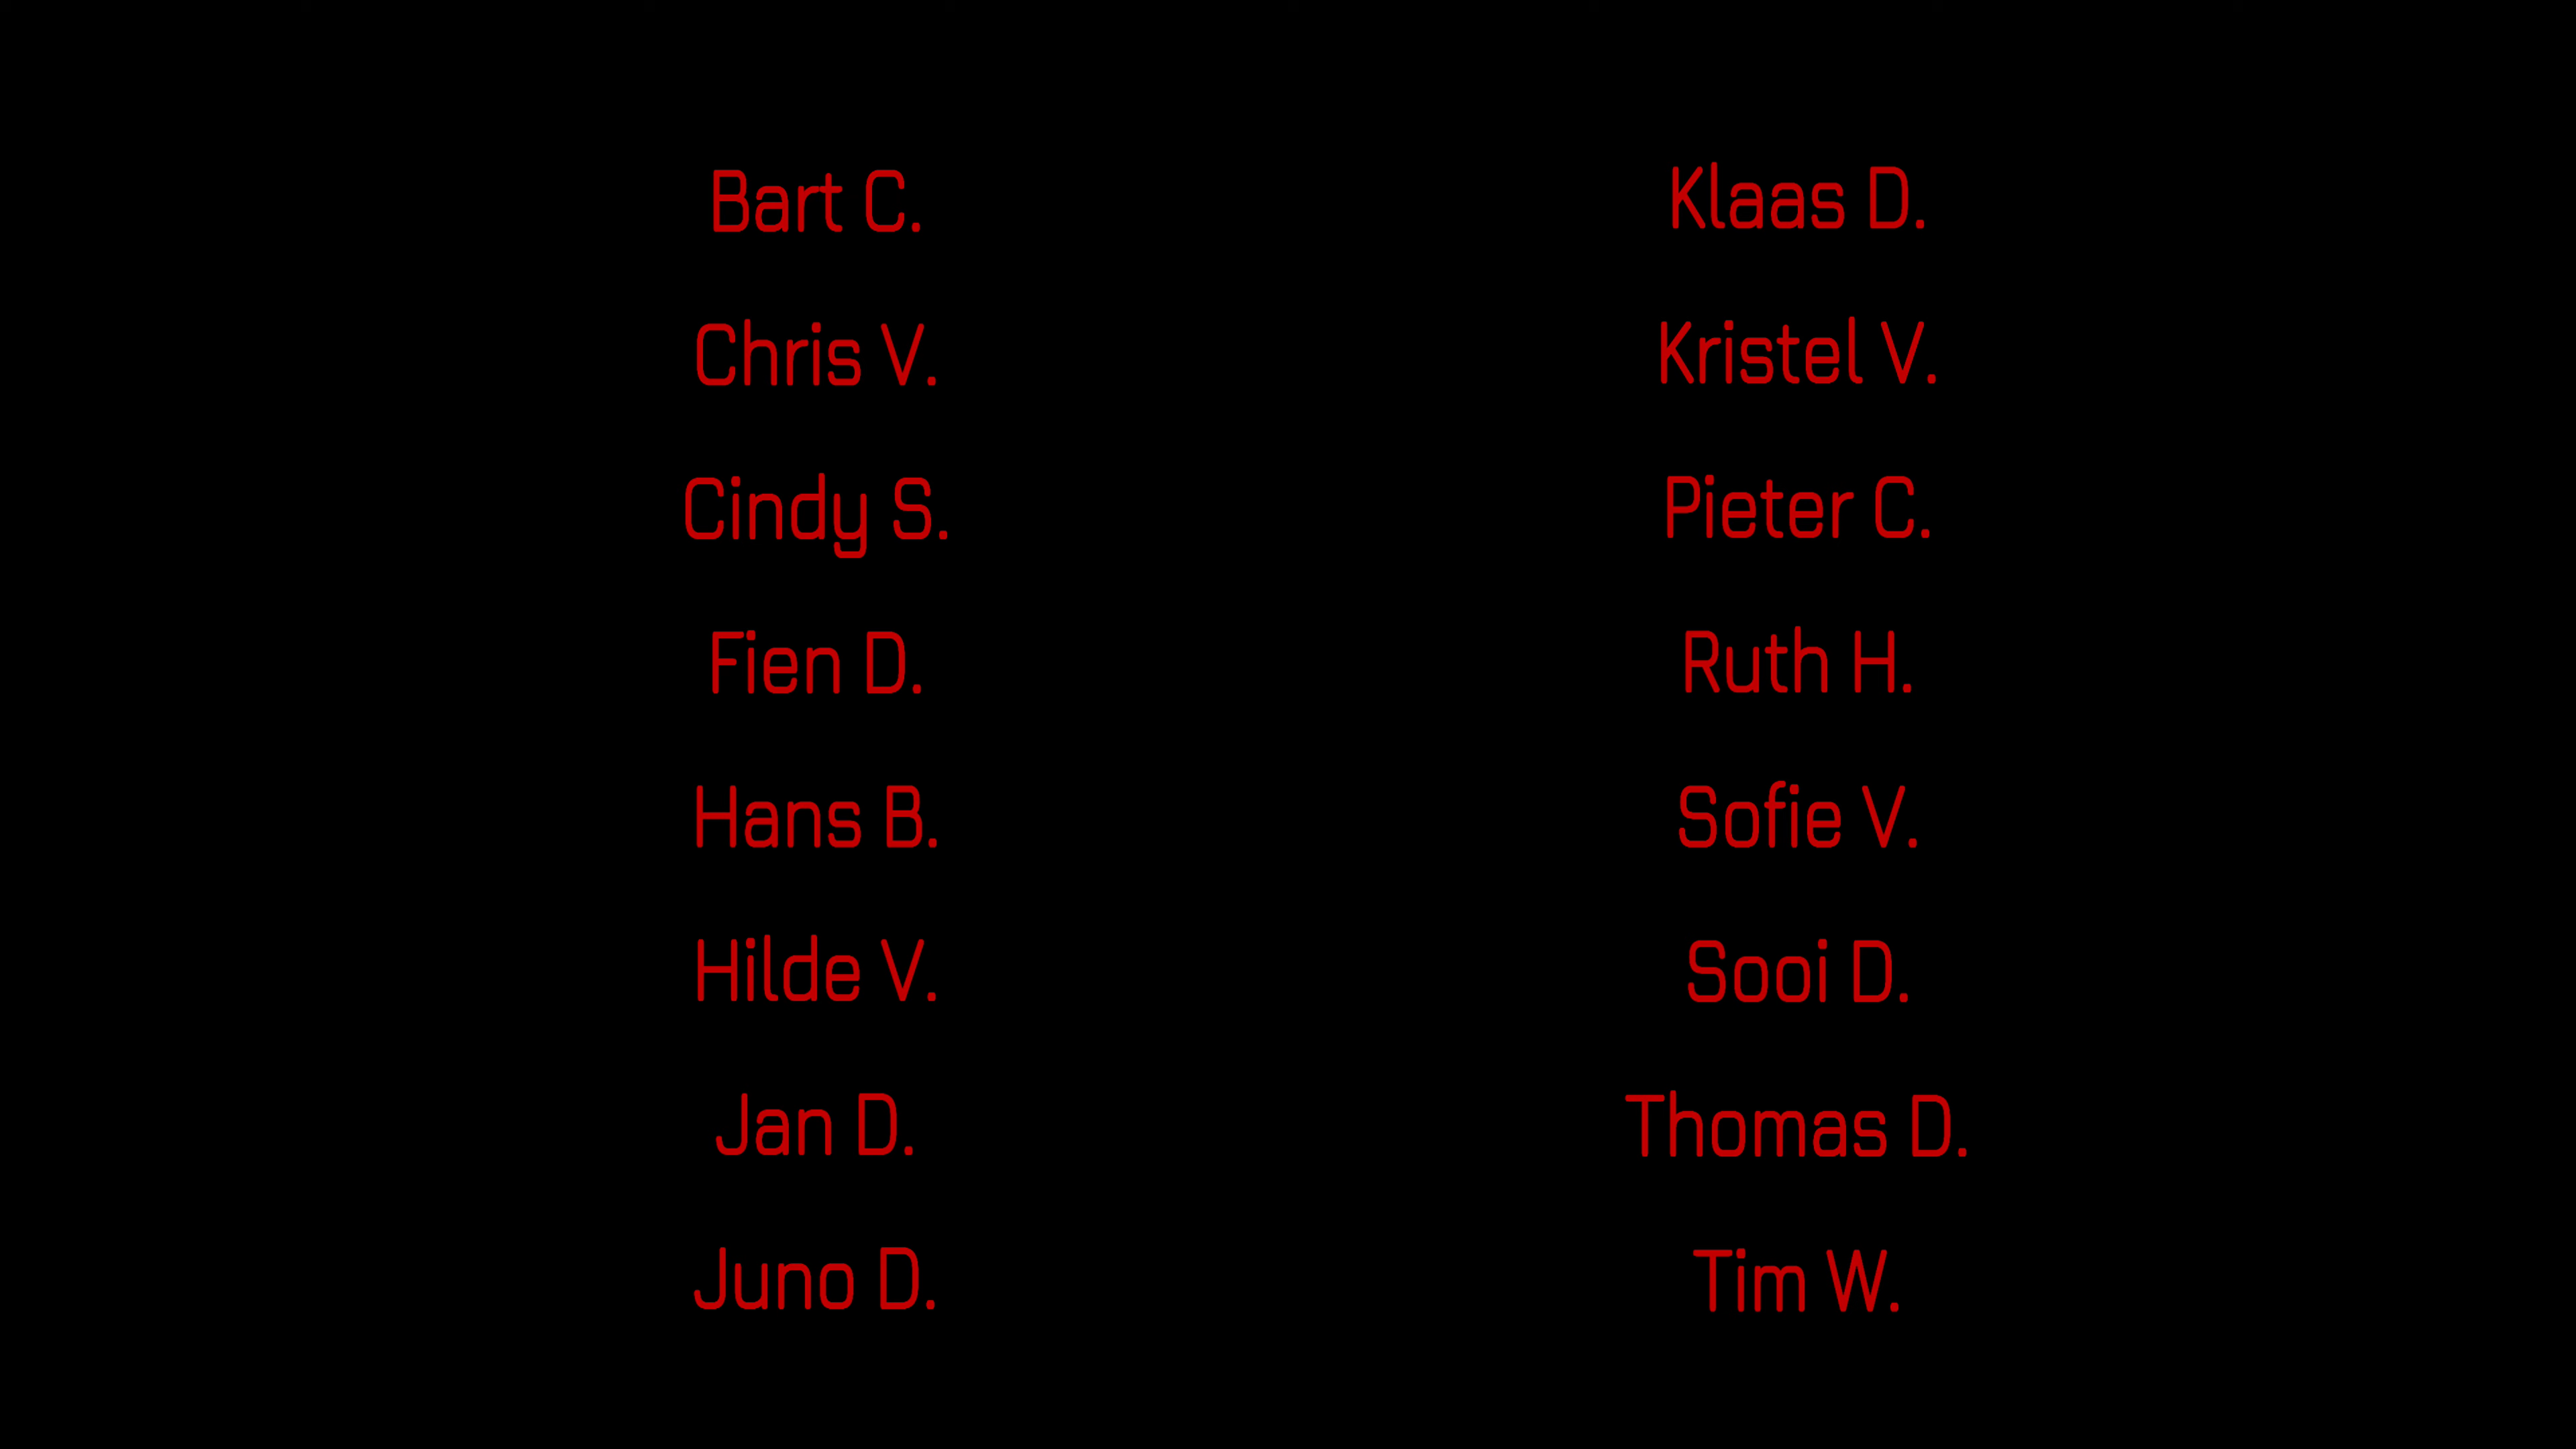 Bart C.
Chris V.
Cindy S.
Fien D.
Hans B.
Hilde V.
Jan D.
Juno D.
Klaas D.
Kristel V.
Pieter C.
Ruth H.
Sofie V.
Sooi D.
Thomas D.
Tim W.